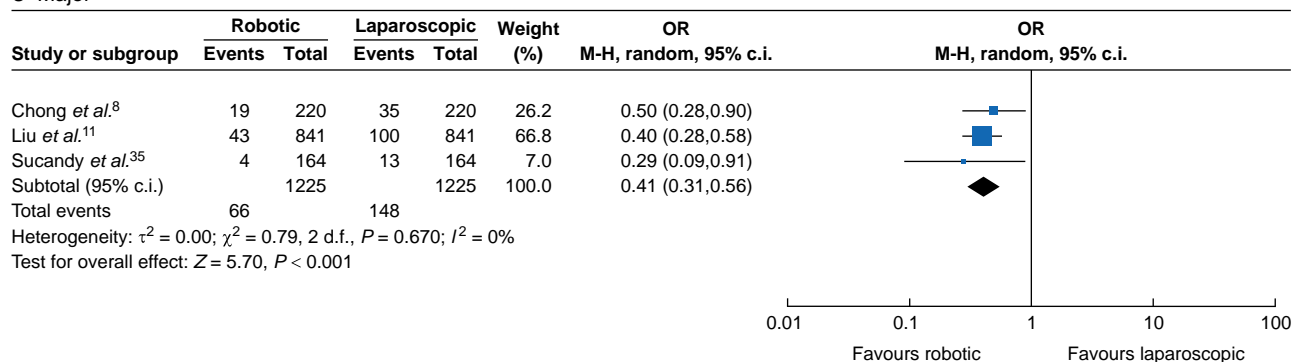 Robotic Laparoscopic Weight OR OR
Study or subgroup Events Total Events Total (%) M-H, random, 95% c.i. M-H, random, 95% c.i.
Chong et al.8 19 220 35 220 26.2 0.50 (0.28,0.90)
Liu et al.11 43 841 100 841 66.8 0.40 (0.28,0.58)
Sucandy et al.35 4 164 13 164 7.0 0.29 (0.09,0.91)
Subtotal (95% c.i.) 1225 1225 100.0 0.41 (0.31,0.56)
Total events 66 148
Heterogeneity: τ² = 0.00; χ² = 0.79, 2 d.f., P = 0.670; I² = 0%
Test for overall effect: Z = 5.70, P < 0.001
0.01 0.1 1 10 100
Favours robotic Favours laparoscopic